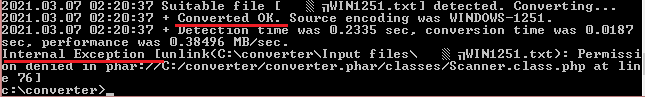 2021.03.07 02:20:37 Suitable file [ ▒╖WIN1251.txt] detected. Converting...
2021.03.07 02:20:37 + Converted OK. Source encoding was WINDOWS-1251.
2021.03.07 02:20:37 + Detection time was 0.2335 sec, conversion time was 0.0187
sec, performance was 0.38496 MB/sec.
Internal Exception [unlink(C:\converter\Input files\ ▒╖WIN1251.txt): Permissi
on denied in phar://C:/converter/converter.phar/classes/Scanner.class.php at lin
e 76]
c:\converter>_